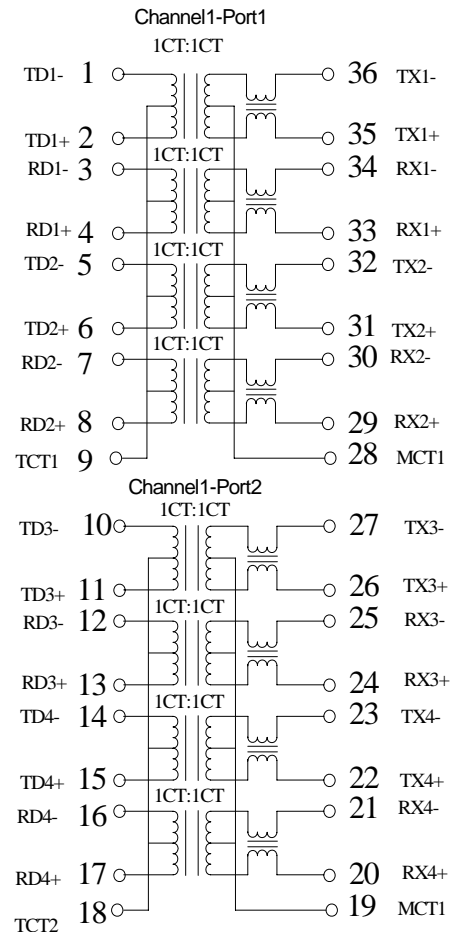 Channel1-Port1
1CT:1CT
TD1- 1 36 TX1-
TD1+ 2 35 TX1+
1CT:1CT
RD1- 3 34 RX1-
RD1+ 4 33 RX1+
1CT:1CT
TD2- 5 32 TX2-
TD2+ 6 31 TX2+
1CT:1CT
RD2- 7 30 RX2-
RD2+ 8 29 RX2+
TCT1 9 28 MCT1
Channel1-Port2
1CT:1CT
TD3- 10 27 TX3-
TD3+ 11 26 TX3+
1CT:1CT
RD3- 12 25 RX3-
RD3+ 13 24 RX3+
1CT:1CT
TD4- 14 23 TX4-
TD4+ 15 22 TX4+
1CT:1CT
RD4- 16 21 RX4-
RD4+ 17 20 RX4+
TCT2 18 19 MCT1